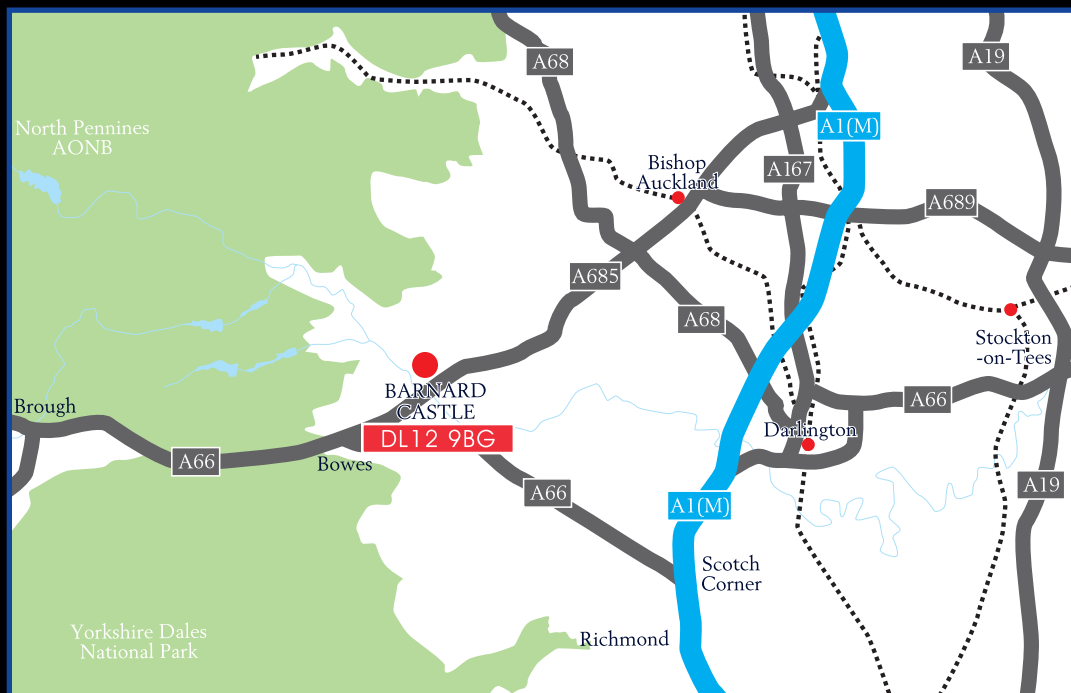 A68
A19
North Pennines
AONB
A1(M)
Bishop
Auckland
A167
A689
A685
A68
Stockton
-on-Tees
BARNARD
CASTLE
A66
Brough
DL12 9BG
Darlington
A66
Bowes
A66
A19
A1(M)
Scotch
Corner
Yorkshire Dales
National Park
Richmond